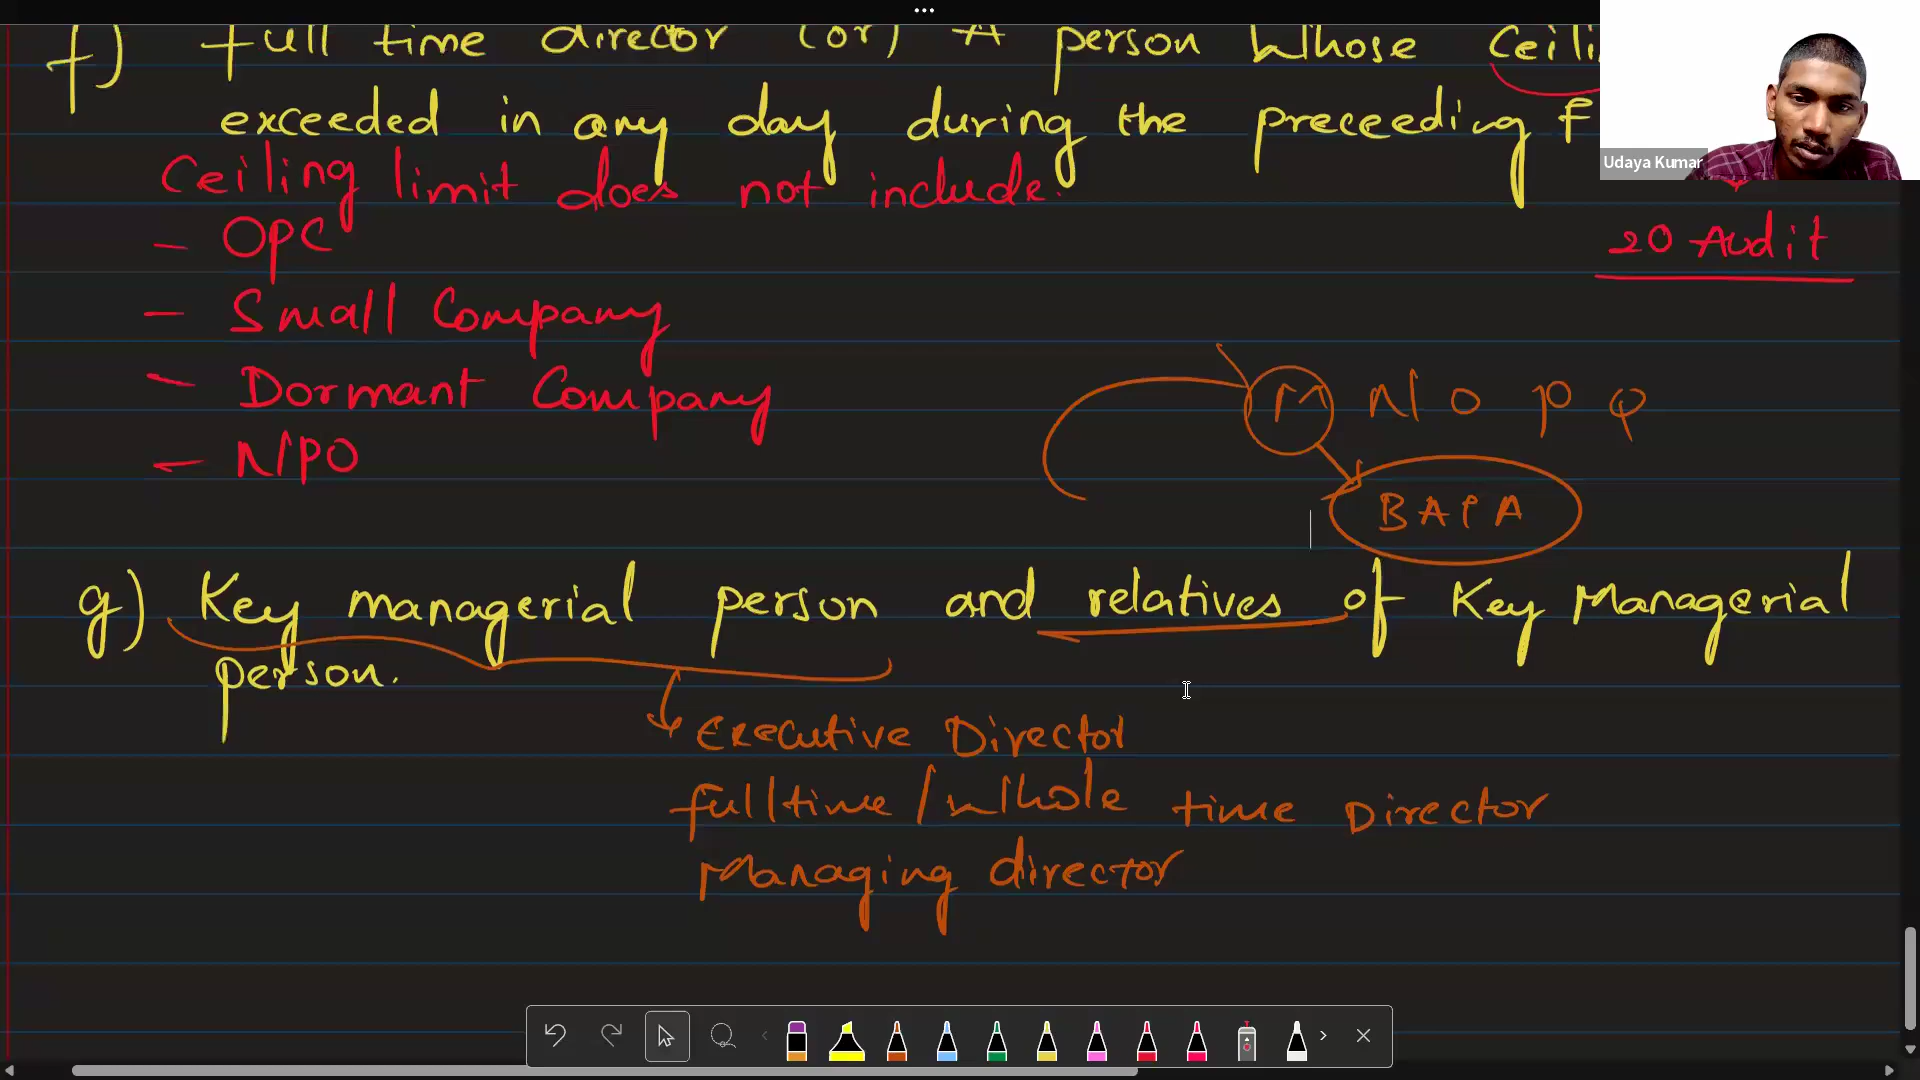 f) full time director (or) A person whose Ceili
exceeded in any day during the preceeding F
Udaya Kumar
Ceiling limit does not include.
20 Audit
- OPC
- Small Company
- Dormant Company
- NPO
M N O P Q
g) Key managerial person and relatives of Key Managerial
person.
Executive Director
fulltime / whole time Director
Managing director